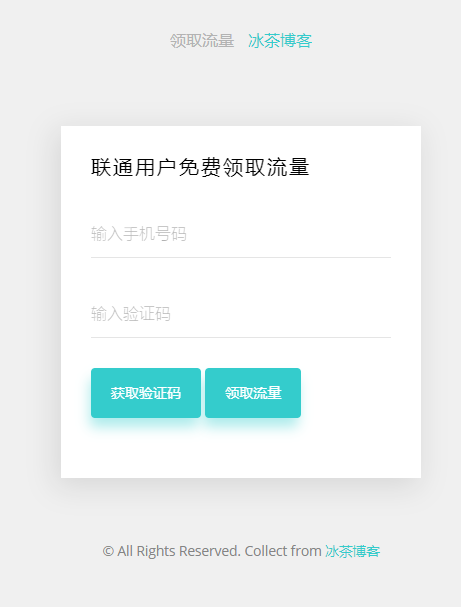 领取流量 冰茶博客
联通用户免费领取流量
输入手机号码
输入验证码
获取验证码 领取流量
© All Rights Reserved. Collect from 冰茶博客